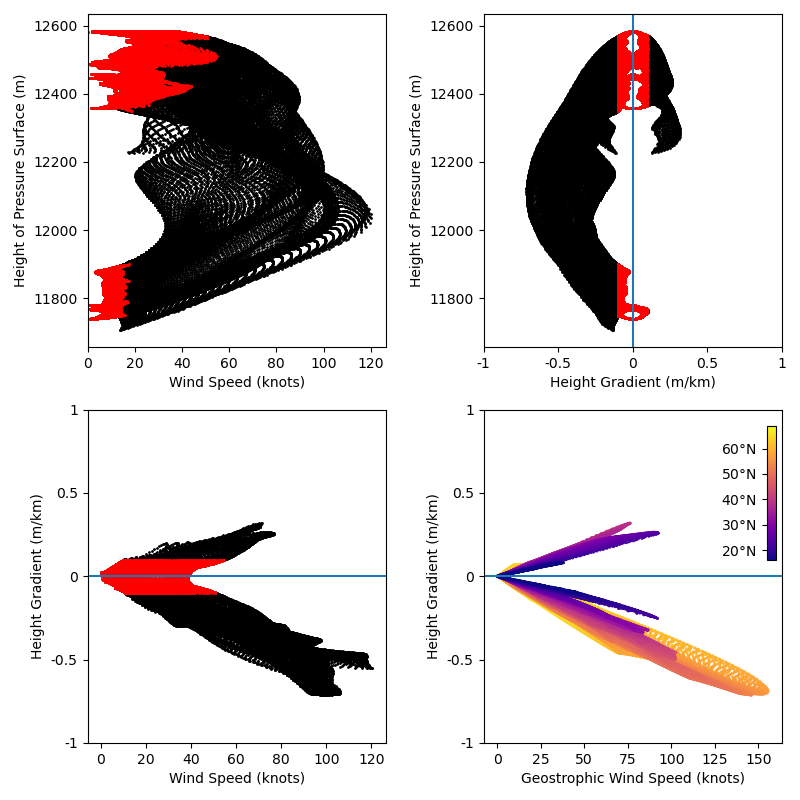 12600
12400
12200
12000
11800
Height of Pressure Surface (m)
0 20 40 60 80 100 120
Wind Speed (knots)
12600
12400
12200
12000
11800
Height of Pressure Surface (m)
-1 -0.5 0 0.5 1
Height Gradient (m/km)
1
0.5
0
-0.5
-1
Height Gradient (m/km)
0 20 40 60 80 100 120
Wind Speed (knots)
1
0.5
0
-0.5
-1
Height Gradient (m/km)
60°N
50°N
40°N
30°N
20°N
0 25 50 75 100 125 150
Geostrophic Wind Speed (knots)